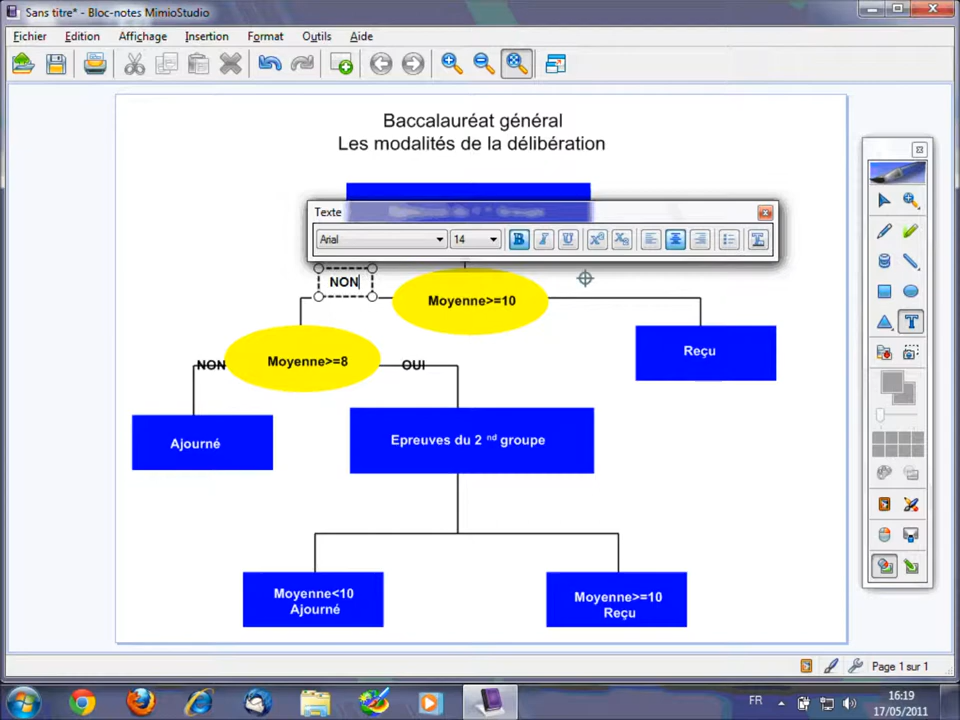 Sans titre* - Bloc-notes MimioStudio
Fichier Edition Affichage Insertion Format Outils Aide
Baccalauréat général
Les modalités de la délibération
Texte
Arial 14
NON
Moyenne>=10
Moyenne>=8
Reçu
NON
OUI
Ajourné
Epreuves du 2 nd groupe
Moyenne<10
Ajourné
Moyenne>=10
Reçu
Page 1 sur 1
FR
16:19
17/05/2011